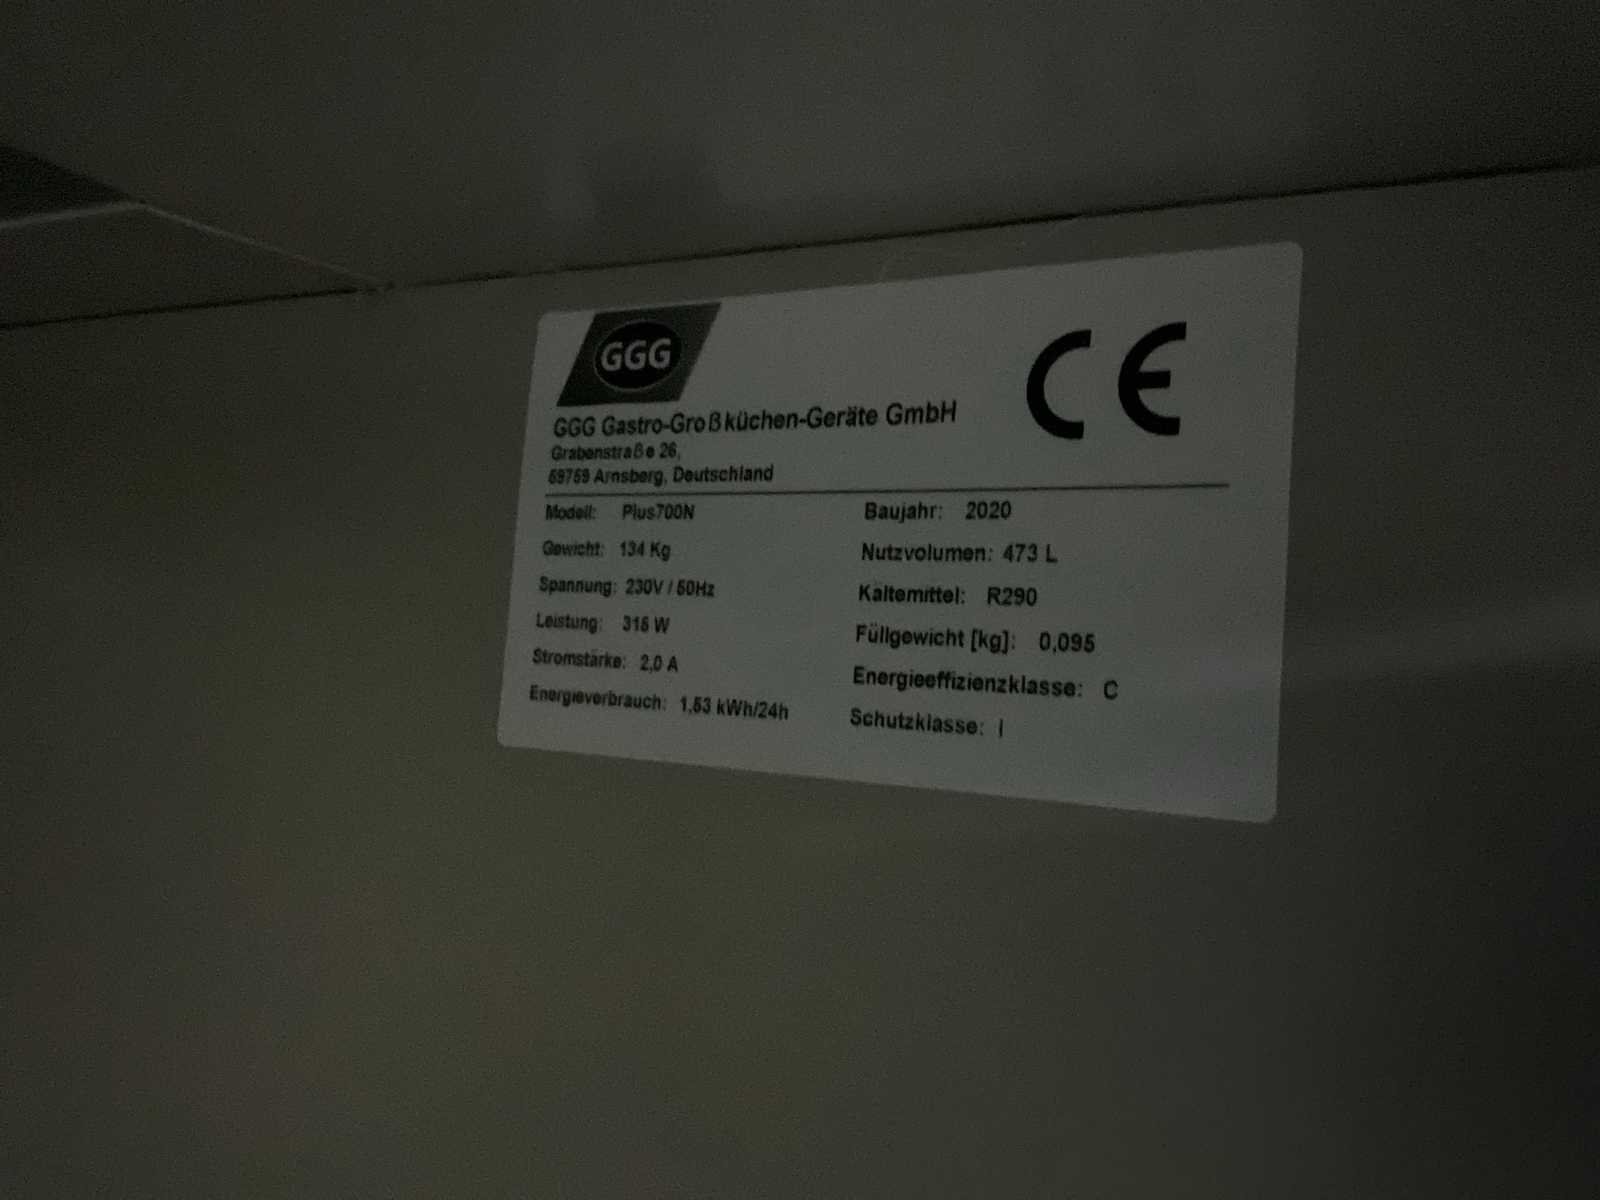 GGG
CE
GGG Gastro-Großküchen-Geräte GmbH
Grabenstraße 26,
59759 Arnsberg, Deutschland
Modell: Plus700N
Gewicht: 134 Kg
Spannung: 230V / 50Hz
Leistung: 315 W
Stromstärke: 2,0 A
Energieverbrauch: 1,53 kWh/24h
Baujahr: 2020
Nutzvolumen: 473 L
Kältemittel: R290
Füllgewicht [kg]: 0,095
Energieeffizienzklasse: C
Schutzklasse: I